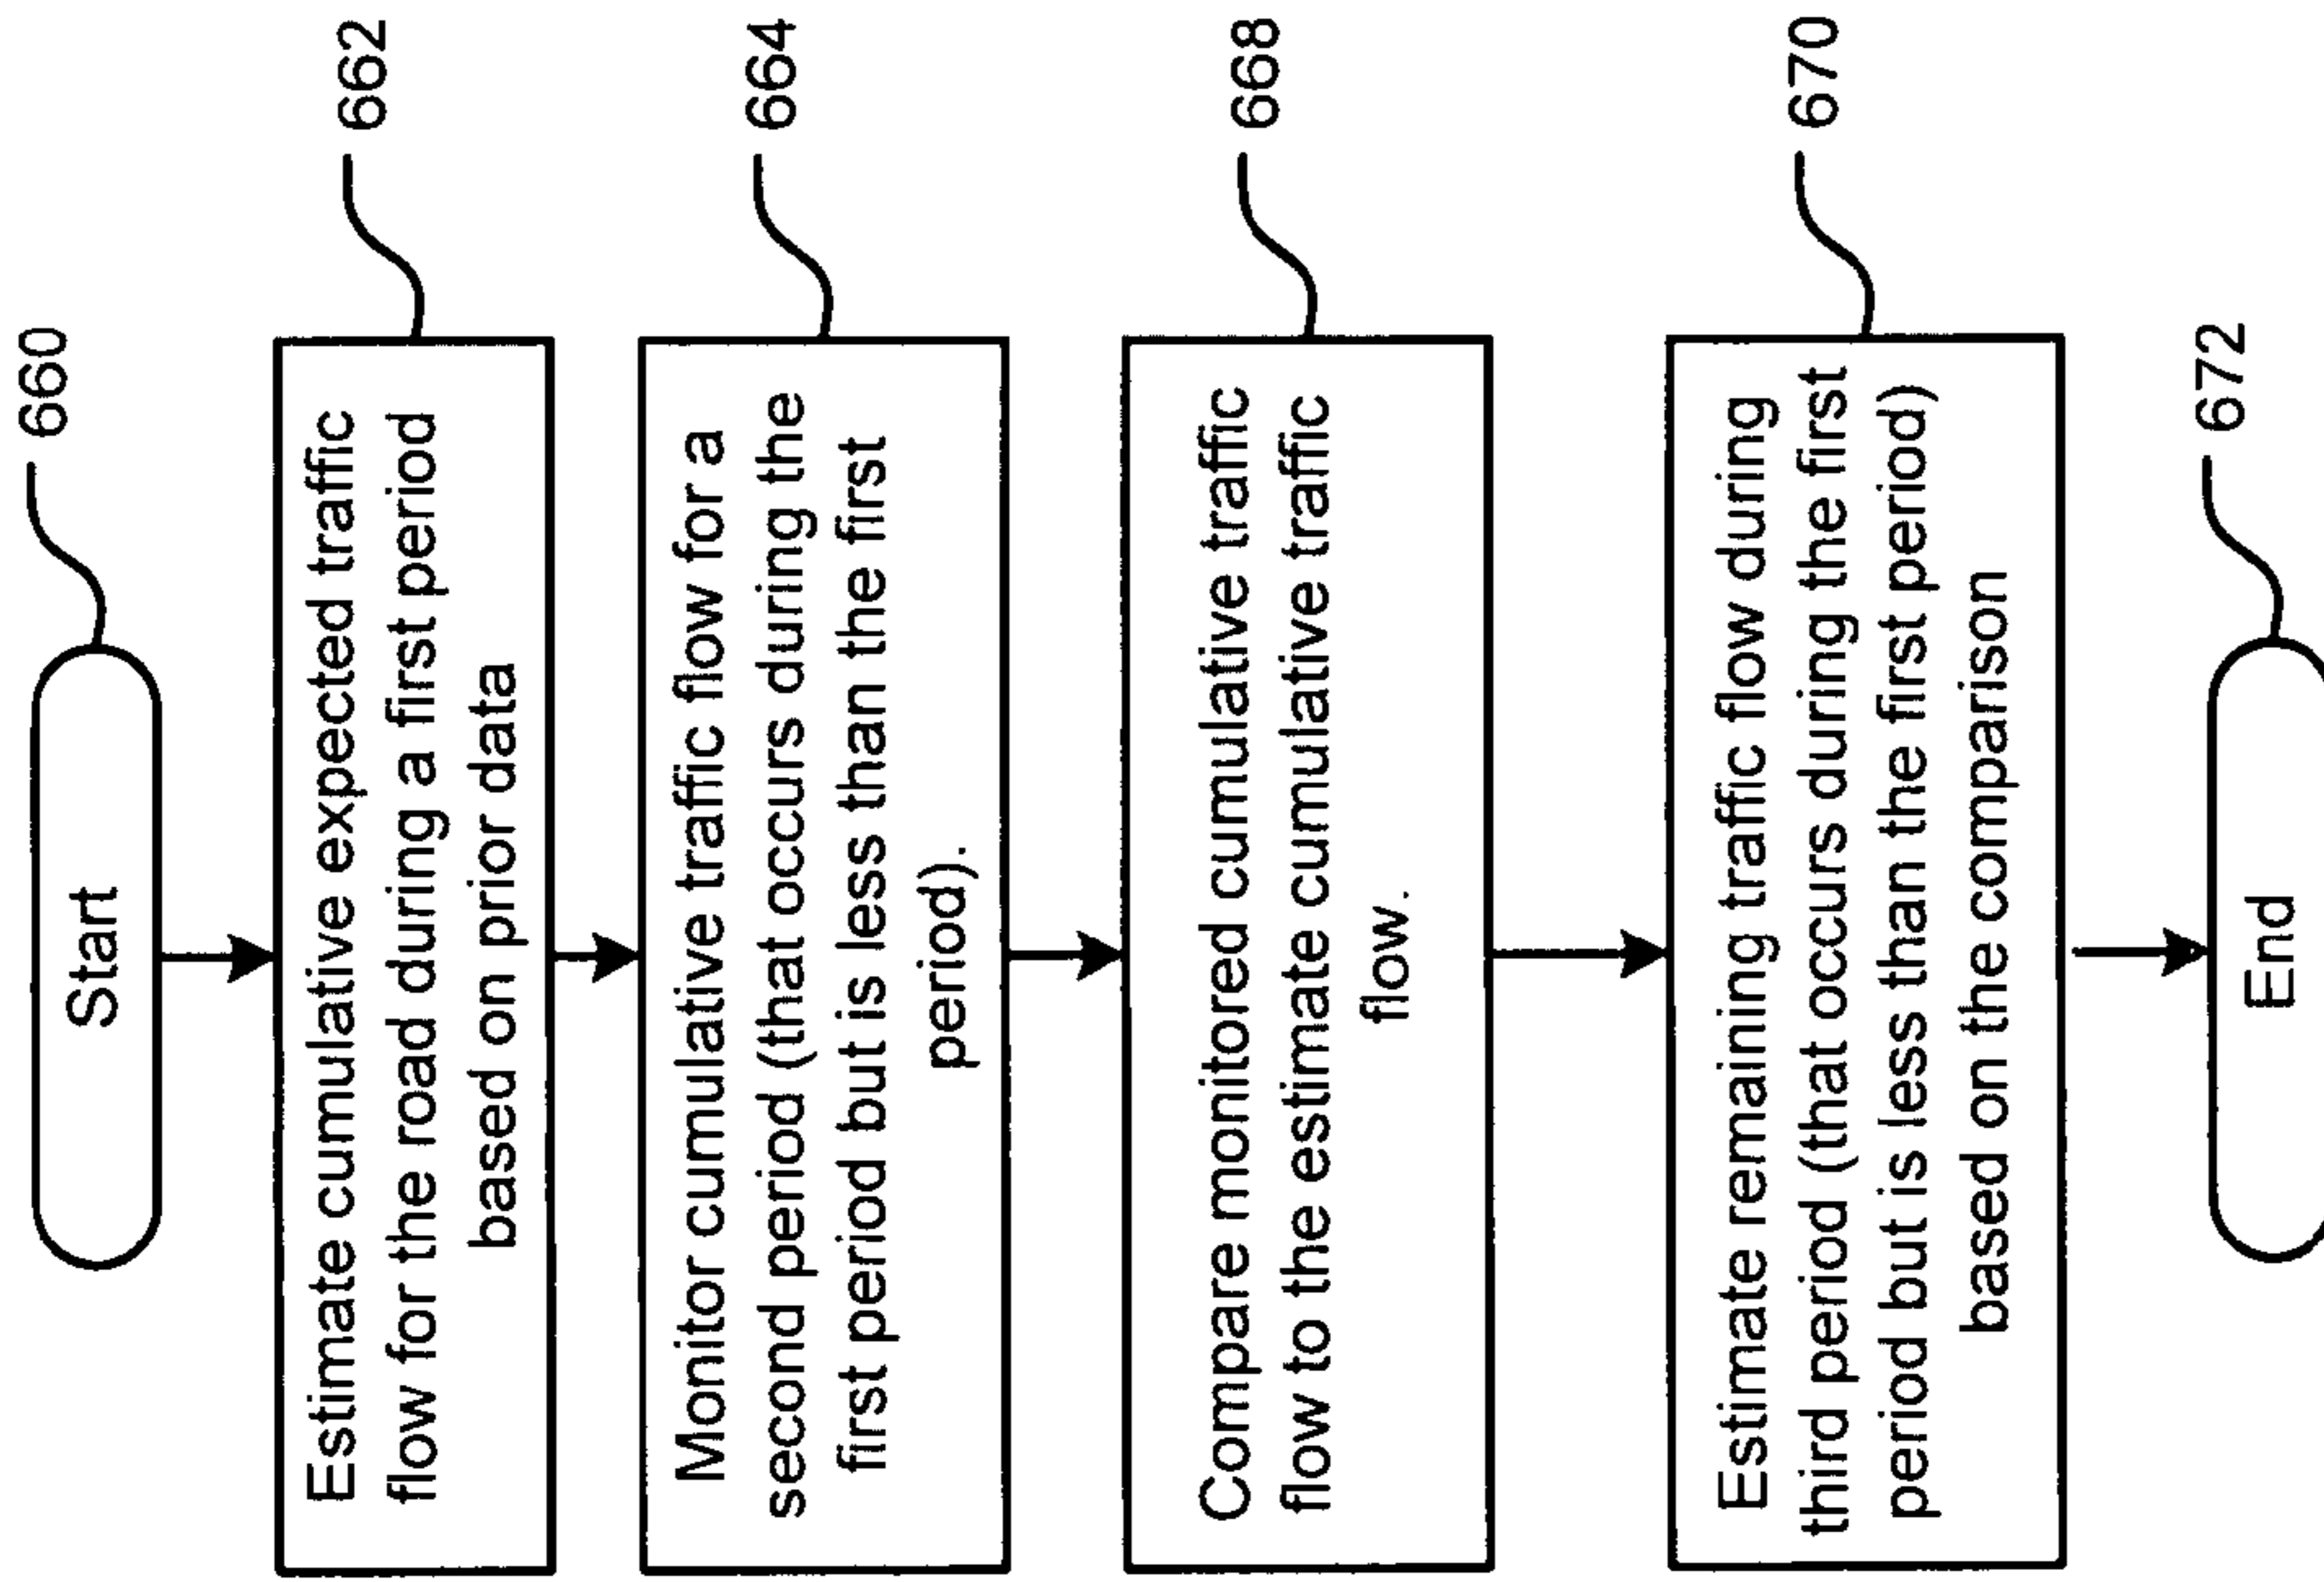 660
Start
662
Estimate cumulative expected traffic
flow for the road during a first period
based on prior data
664
Monitor cumulative traffic flow for a
second period (that occurs during the
first period but is less than the first
period).
668
Compare monitored cumulative traffic
flow to the estimate cumulative traffic
flow.
670
Estimate remaining traffic flow during
third period (that occurs during the first
period but is less than the first period)
based on the comparison
672
End